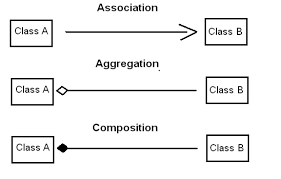 Association
Class A Class B
Aggregation
Class A Class B
Composition
Class A Class B